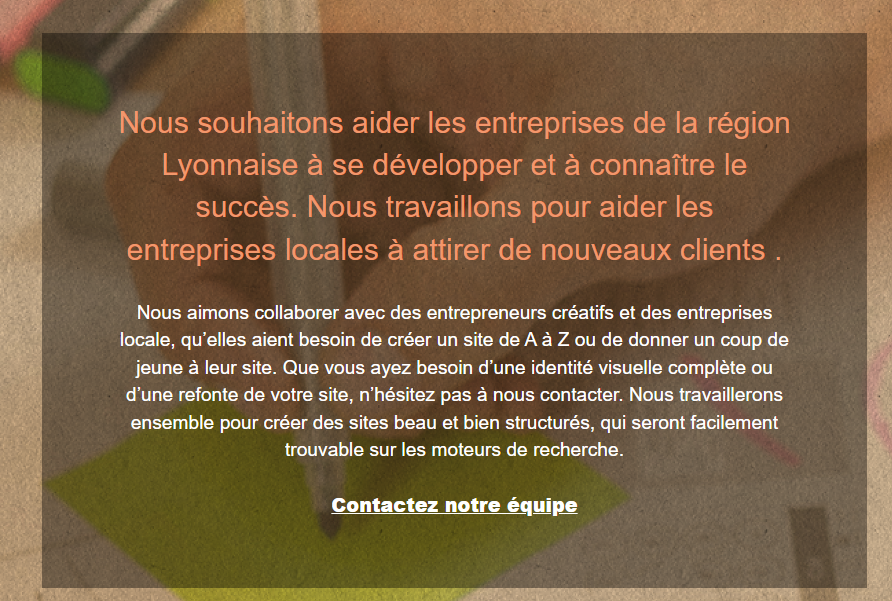 Nous souhaitons aider les entreprises de la région
Lyonnaise à se développer et à connaître le
succès. Nous travaillons pour aider les
entreprises locales à attirer de nouveaux clients .
Nous aimons collaborer avec des entrepreneurs créatifs et des entreprises
locale, qu’elles aient besoin de créer un site de A à Z ou de donner un coup de
jeune à leur site. Que vous ayez besoin d’une identité visuelle complète ou
d’une refonte de votre site, n’hésitez pas à nous contacter. Nous travaillerons
ensemble pour créer des sites beau et bien structurés, qui seront facilement
trouvable sur les moteurs de recherche.
Contactez notre équipe